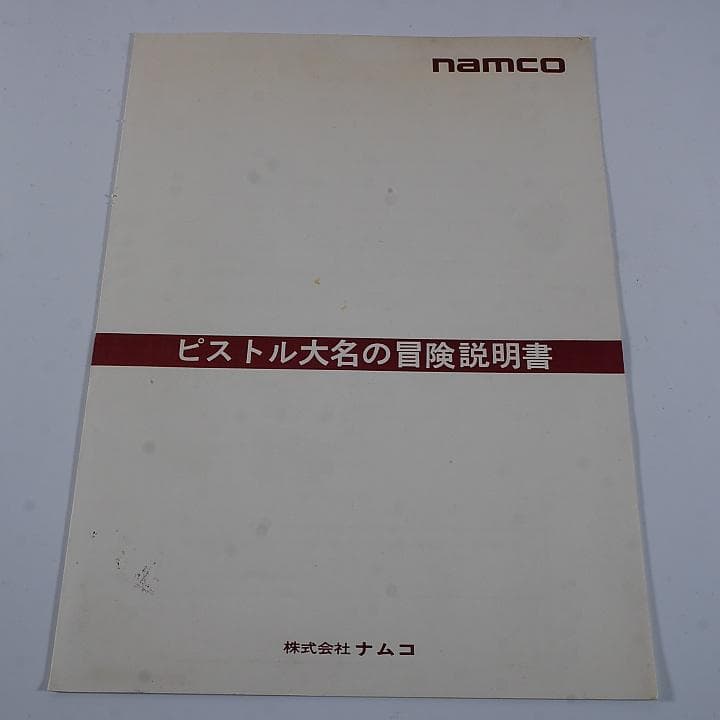 namco
ピストル大名の冒険説明書
株式会社 ナムコ